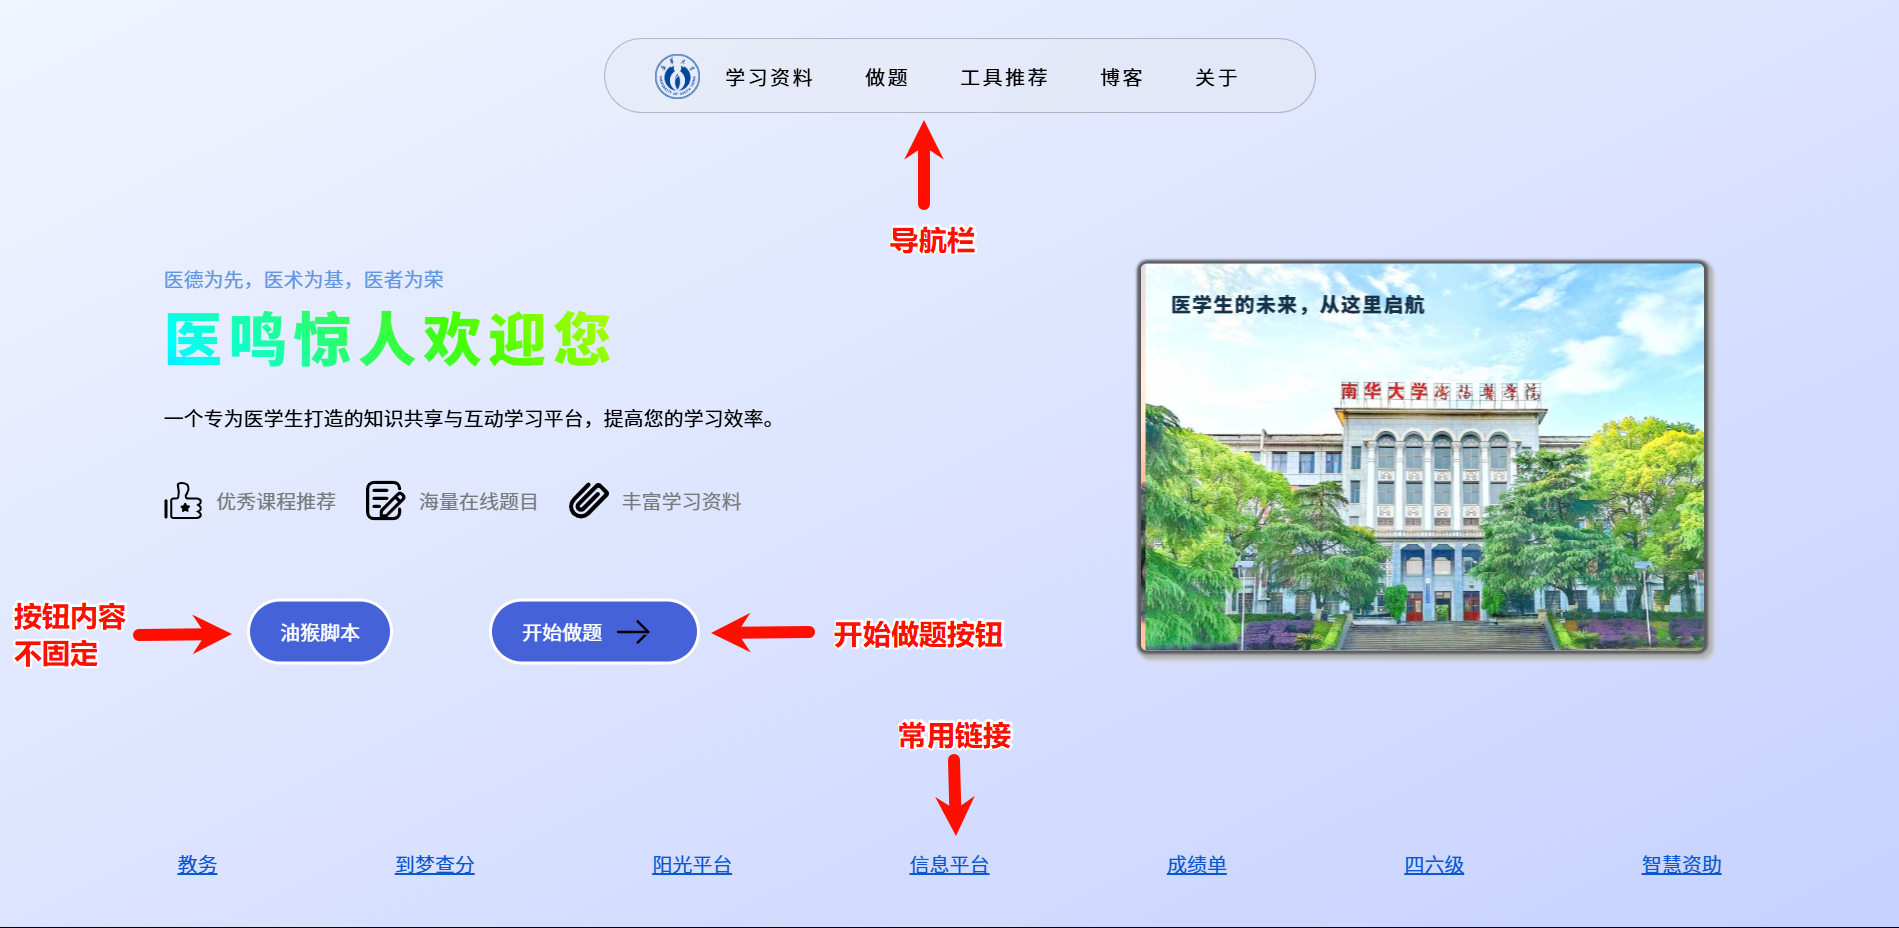 学习资料 做题 工具推荐 博客 关于
导航栏
医德为先，医术为基，医者为荣
医鸣惊人欢迎您
一个专为医学生打造的知识共享与互动学习平台，提高您的学习效率。
优秀课程推荐 海量在线题目 丰富学习资料
按钮内容
不固定
油猴脚本
开始做题
开始做题按钮
医学生的未来，从这里启航
南华大学衡阳医学院
常用链接
教务 到梦查分 阳光平台 信息平台 成绩单 四六级 智慧资助